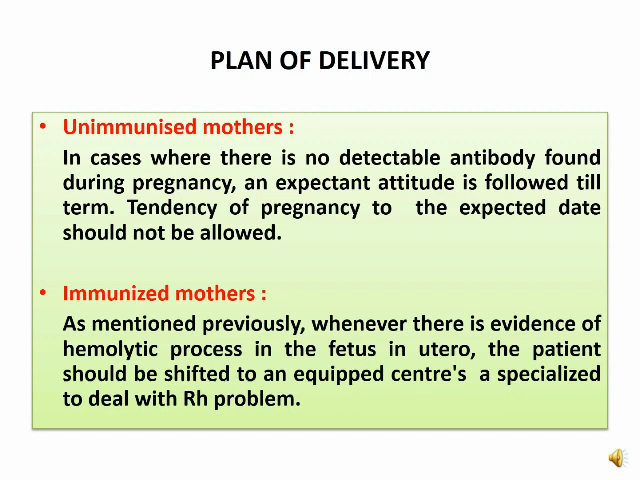 PLAN OF DELIVERY
• Unimmunised mothers :
In cases where there is no detectable antibody found
during pregnancy, an expectant attitude is followed till
term. Tendency of pregnancy to the expected date
should not be allowed.
• Immunized mothers :
As mentioned previously, whenever there is evidence of
hemolytic process in the fetus in utero, the patient
should be shifted to an equipped centre's a specialized
to deal with Rh problem.